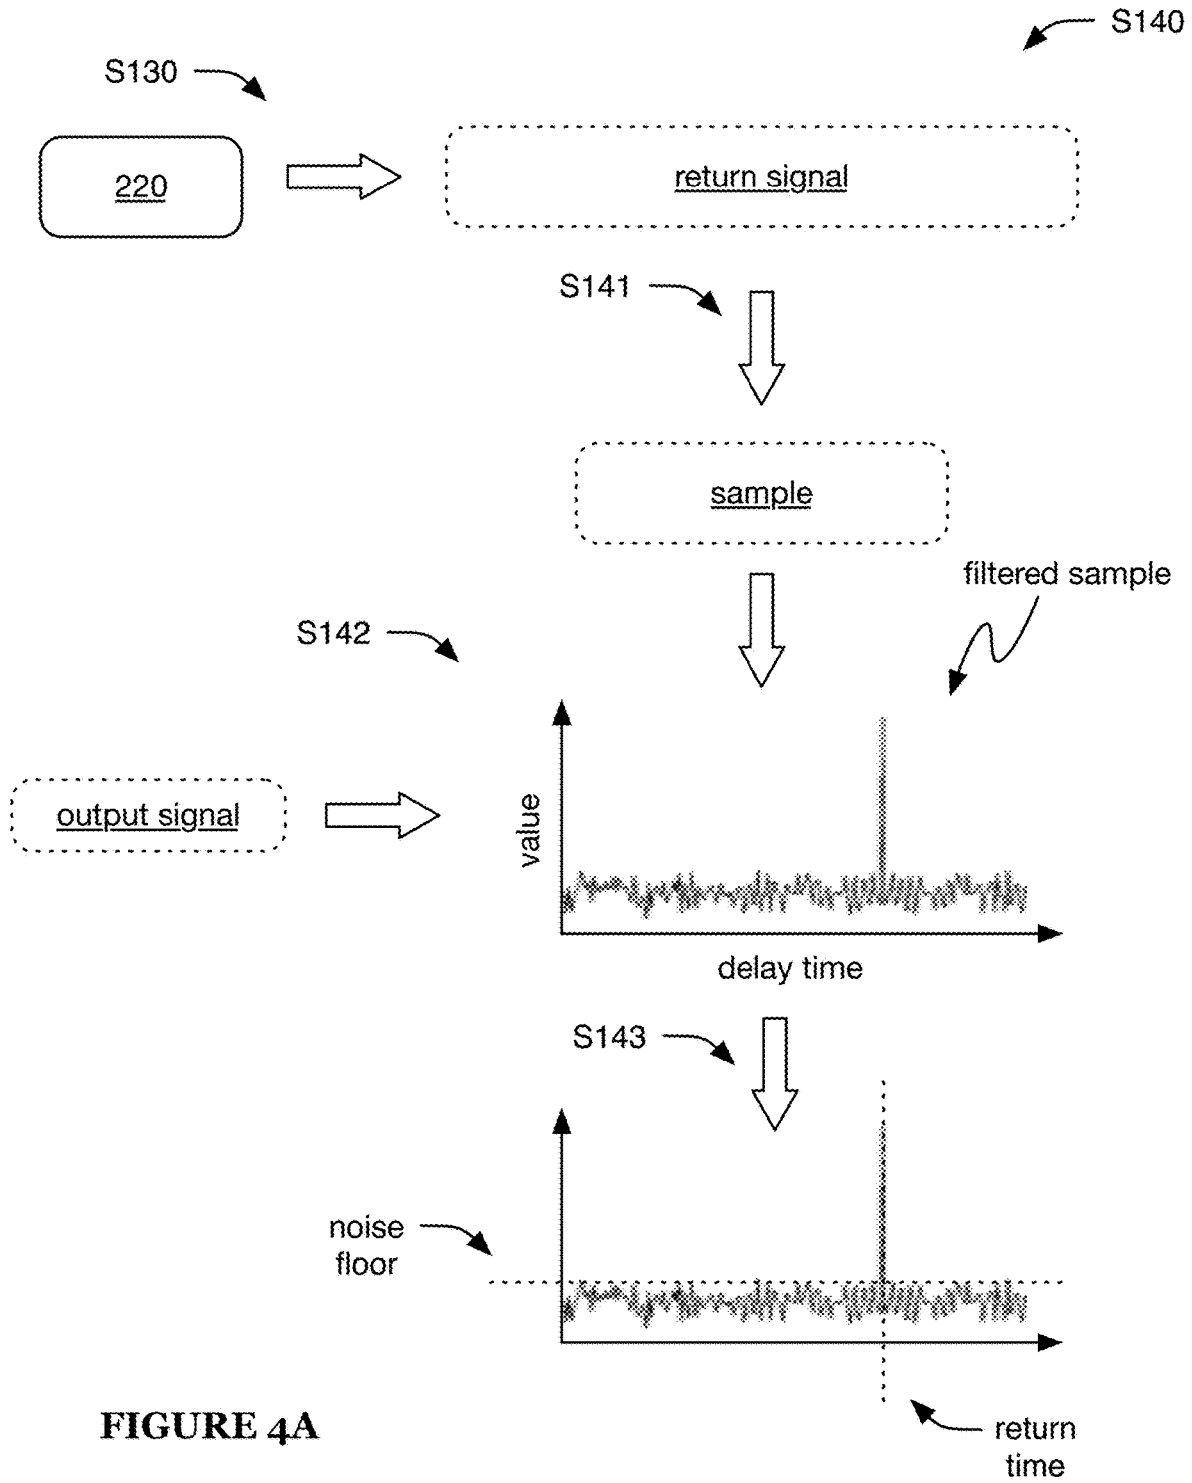 S140
S130
220
return signal
S141
sample
filtered sample
S142
output signal
value
delay time
S143
noise
floor
FIGURE 4A
return
time